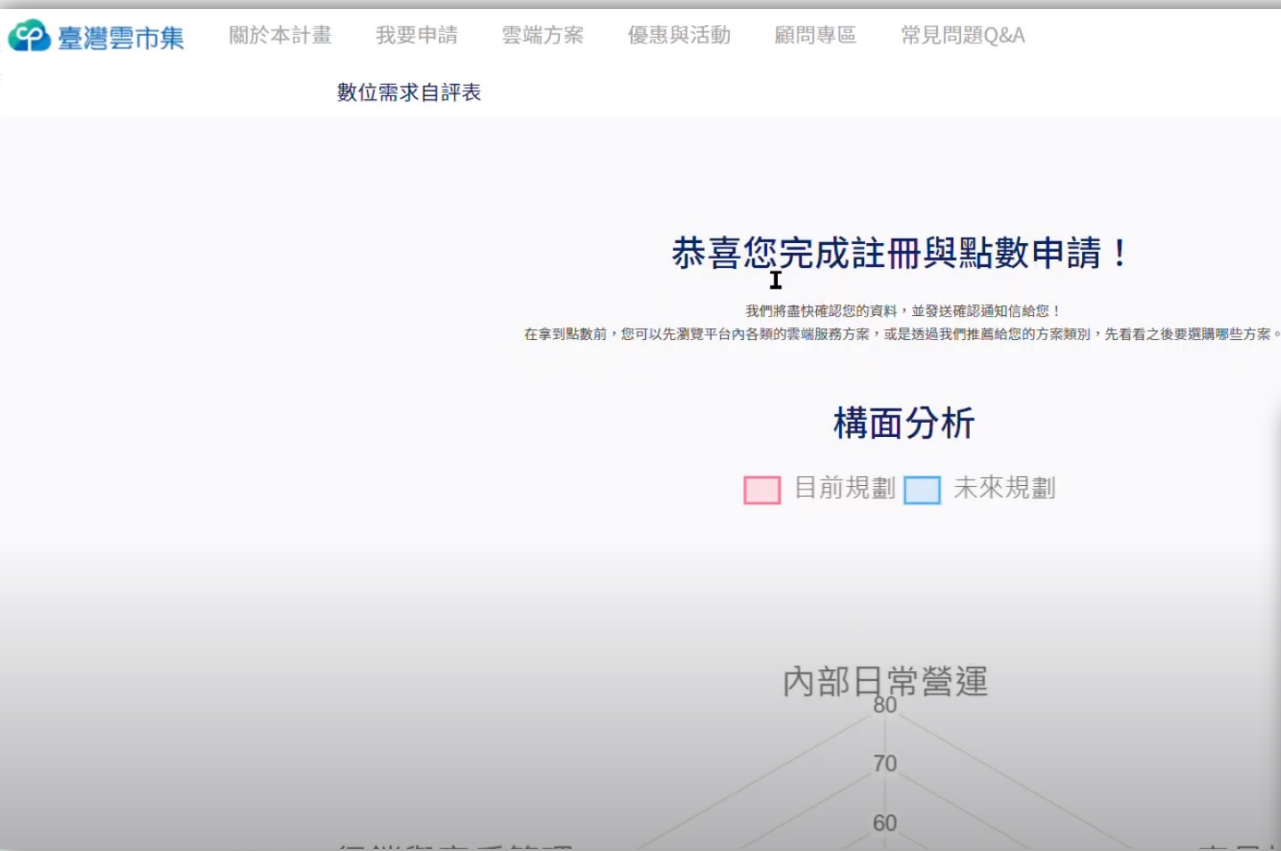 臺灣雲市集
關於本計畫 我要申請 雲端方案 優惠與活動 顧問專區 常見問題Q&A
數位需求自評表
恭喜您完成註冊與點數申請！
我們將盡快確認您的資料，並發送確認通知信給您！
在拿到點數前，您可以先瀏覽平台內各類的雲端服務方案，或是透過我們推薦給您的方案類別，先看看之後要選購哪些方案。
構面分析
目前規劃 未來規劃
內部日常營運
80
70
60